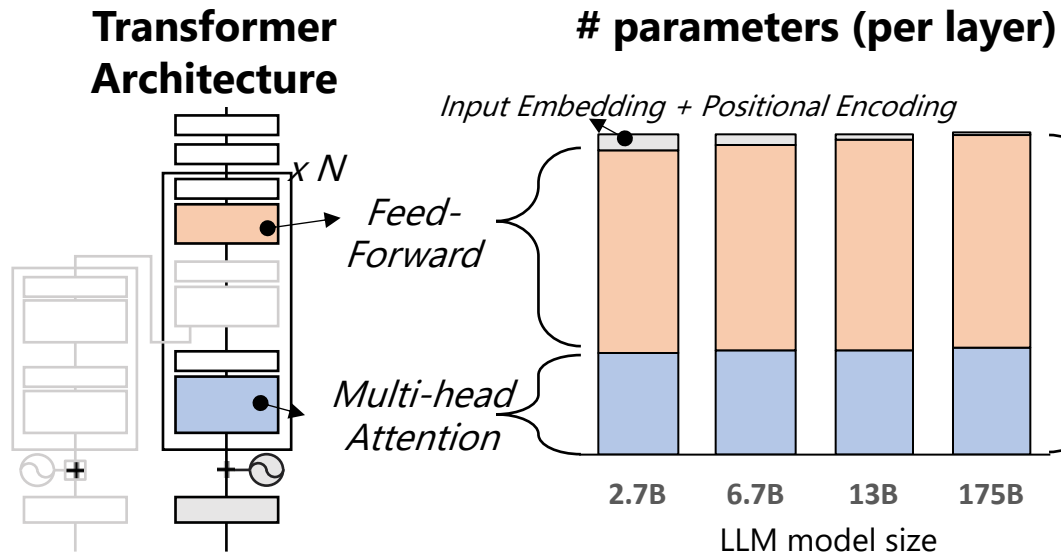 Transformer
Architecture
# parameters (per layer)
Input Embedding + Positional Encoding
x N
Feed-
Forward
Multi-head
Attention
2.7B
6.7B
13B
175B
LLM model size